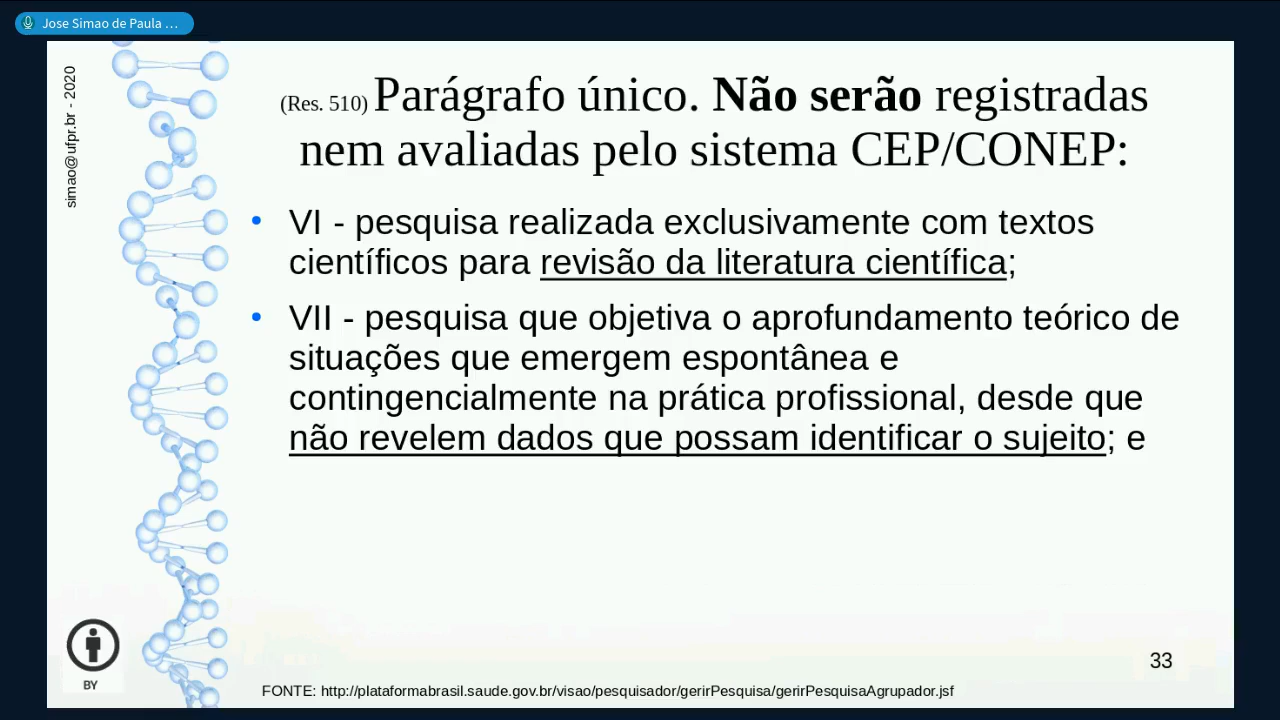 Jose Simao de Paula ...
simao@ufpr.br - 2020
(Res. 510) Parágrafo único. Não serão registradas
nem avaliadas pelo sistema CEP/CONEP:
• VI - pesquisa realizada exclusivamente com textos
científicos para revisão da literatura científica;
• VII - pesquisa que objetiva o aprofundamento teórico de
situações que emergem espontânea e
contingencialmente na prática profissional, desde que
não revelem dados que possam identificar o sujeito; e
BY
33
FONTE: http://plataformabrasil.saude.gov.br/visao/pesquisador/gerirPesquisa/gerirPesquisaAgrupador.jsf